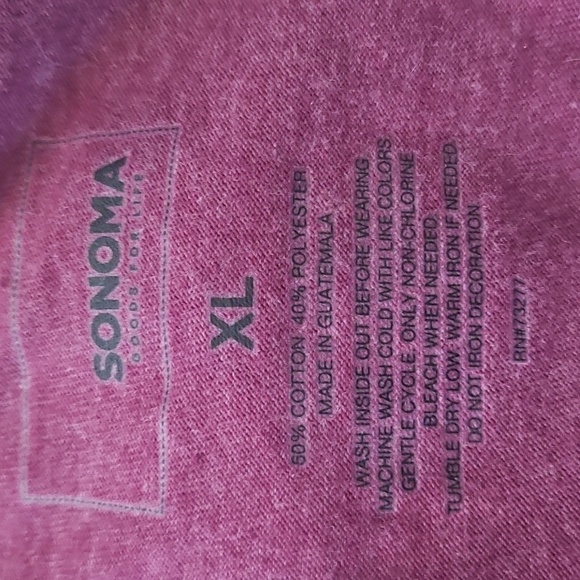 SONOMA
GOODS FOR LIFE
XL
60% COTTON 40% POLYESTER
MADE IN GUATEMALA
WASH INSIDE OUT BEFORE WEARING
MACHINE WASH COLD WITH LIKE COLORS
GENTLE CYCLE. ONLY NON-CHLORINE
BLEACH WHEN NEEDED.
TUMBLE DRY LOW. WARM IRON IF NEEDED.
DO NOT IRON DECORATION
RN#73277